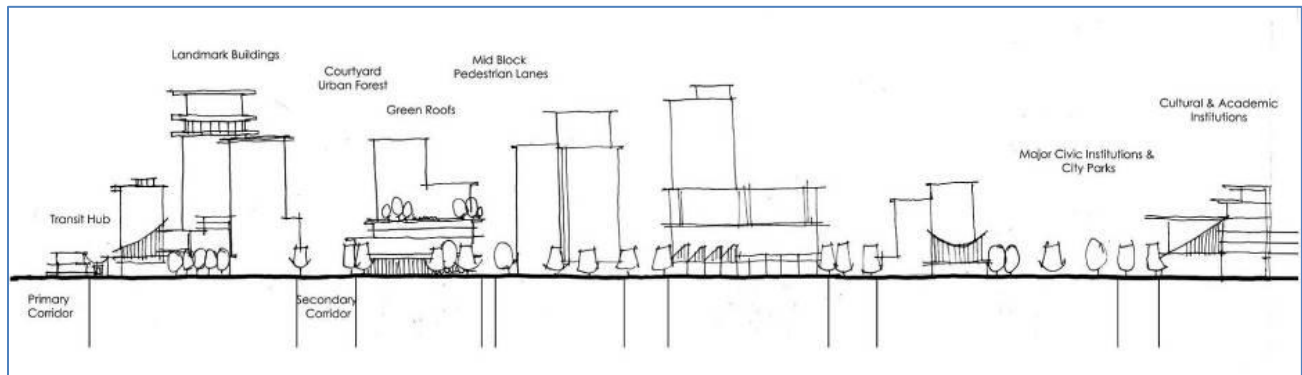 Landmark Buildings
Courtyard
Urban Forest
Green Roofs
Mid Block
Pedestrian Lanes
Cultural & Academic
Institutions
Major Civic Institutions &
City Parks
Transit Hub
Primary
Corridor
Secondary
Corridor